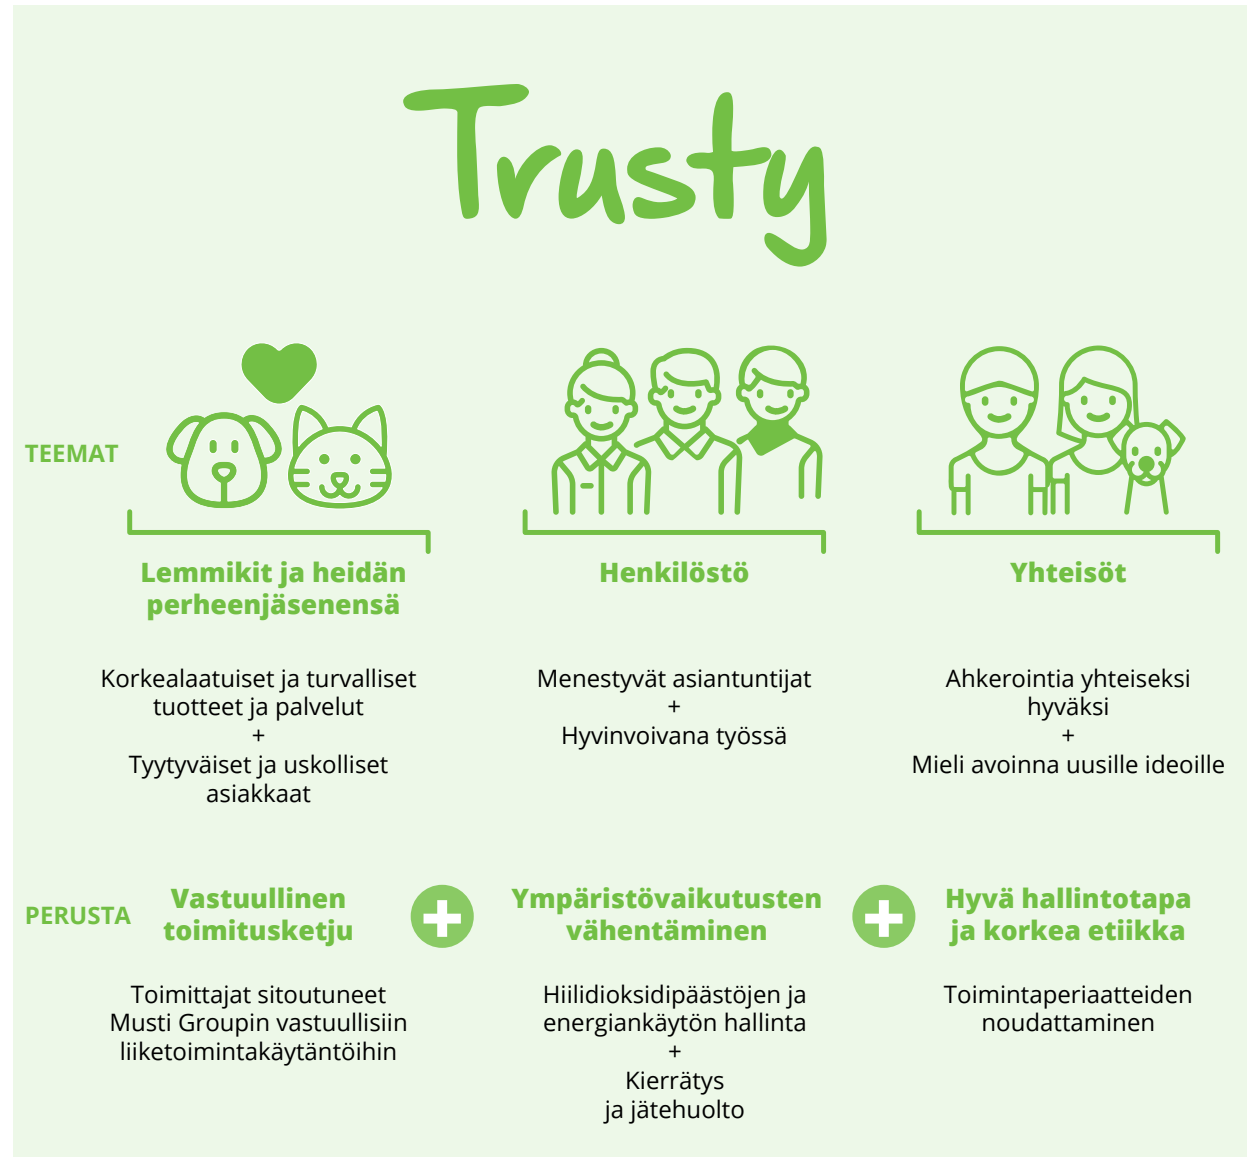 Trusty
TEEMAT
Lemmikit ja heidän
perheenjäsenensä
Korkealaatuiset ja turvalliset
tuotteet ja palvelut
+
Tyytyväiset ja uskolliset
asiakkaat
Henkilöstö
Menestyvät asiantuntijat
+
Hyvinvoivana työssä
Yhteisöt
Ahkerointia yhteiseksi
hyväksi
+
Mieli avoinna uusille ideoille
PERUSTA
Vastuullinen
toimitusketju
Toimittajat sitoutuneet
Musti Groupin vastuullisiin
liiketoimintakäytäntöihin
+
Ympäristövaikutusten
vähentäminen
Hiilidioksidipäästöjen ja
energiankäytön hallinta
+
Kierrätys
ja jätehuolto
+
Hyvä hallintotapa
ja korkea etiikka
Toimintaperiaatteiden
noudattaminen